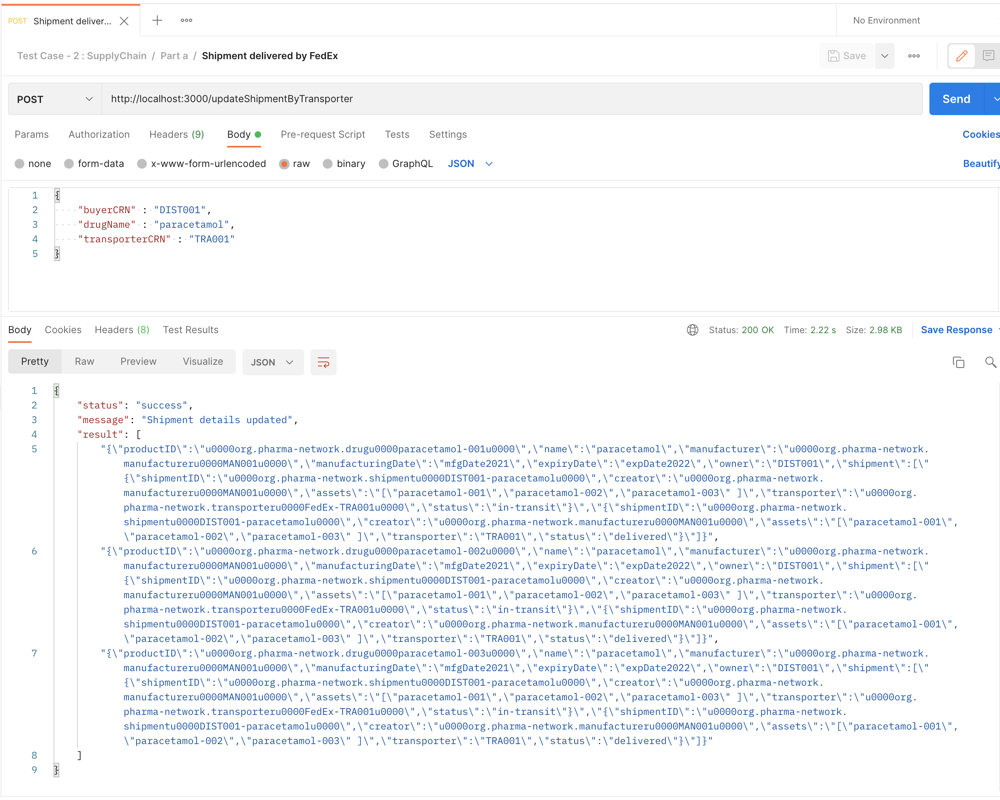 POST Shipment deliver... No Environment
Test Case - 2 : SupplyChain / Part a / Shipment delivered by FedEx Save
POST http://localhost:3000/updateShipmentByTransporter Send
Params Authorization Headers (9) Body Pre-request Script Tests Settings Cookies
none form-data x-www-form-urlencoded raw binary GraphQL JSON Beautify
1 {
2 "buyerCRN" : "DIST001",
3 "drugName" : "paracetamol",
4 "transporterCRN" : "TRA001"
5 }
Body Cookies Headers (8) Test Results Status: 200 OK Time: 2.22 s Size: 2.98 KB Save Response
Pretty Raw Preview Visualize JSON
1 {
2 "status": "success",
3 "message": "Shipment details updated",
4 "result": [
5 "{\"productID\":\"u0000org.pharma-network.drugu0000paracetamol-001u0000\",\"name\":\"paracetamol\",\"manufacturer\":\"u0000org.pharma-network.
manufactureru0000MAN001u0000\",\"manufacturingDate\":\"mfgDate2021\",\"expiryDate\":\"expDate2022\",\"owner\":\"DIST001\",\"shipment\":[\"
{\"shipmentID\":\"u0000org.pharma-network.shipmentu0000DIST001-paracetamolu0000\",\"creator\":\"u0000org.pharma-network.
manufactureru0000MAN001u0000\",\"assets\":\"[\"paracetamol-001\",\"paracetamol-002\",\"paracetamol-003\" ]\",\"transporter\":\"u0000org.
pharma-network.transporteru0000FedEx-TRA001u0000\",\"status\":\"in-transit\"}\",\"{\"shipmentID\":\"u0000org.pharma-network.
shipmentu0000DIST001-paracetamolu0000\",\"creator\":\"u0000org.pharma-network.manufactureru0000MAN001u0000\",\"assets\":\"[\"paracetamol-001\",
\"paracetamol-002\",\"paracetamol-003\" ]\",\"transporter\":\"TRA001\",\"status\":\"delivered\"}\"]}",
6 "{\"productID\":\"u0000org.pharma-network.drugu0000paracetamol-002u0000\",\"name\":\"paracetamol\",\"manufacturer\":\"u0000org.pharma-network.
manufactureru0000MAN001u0000\",\"manufacturingDate\":\"mfgDate2021\",\"expiryDate\":\"expDate2022\",\"owner\":\"DIST001\",\"shipment\":[\"
{\"shipmentID\":\"u0000org.pharma-network.shipmentu0000DIST001-paracetamolu0000\",\"creator\":\"u0000org.pharma-network.
manufactureru0000MAN001u0000\",\"assets\":\"[\"paracetamol-001\",\"paracetamol-002\",\"paracetamol-003\" ]\",\"transporter\":\"u0000org.
pharma-network.transporteru0000FedEx-TRA001u0000\",\"status\":\"in-transit\"}\",\"{\"shipmentID\":\"u0000org.pharma-network.
shipmentu0000DIST001-paracetamolu0000\",\"creator\":\"u0000org.pharma-network.manufactureru0000MAN001u0000\",\"assets\":\"[\"paracetamol-001\",
\"paracetamol-002\",\"paracetamol-003\" ]\",\"transporter\":\"TRA001\",\"status\":\"delivered\"}\"]}",
7 "{\"productID\":\"u0000org.pharma-network.drugu0000paracetamol-003u0000\",\"name\":\"paracetamol\",\"manufacturer\":\"u0000org.pharma-network.
manufactureru0000MAN001u0000\",\"manufacturingDate\":\"mfgDate2021\",\"expiryDate\":\"expDate2022\",\"owner\":\"DIST001\",\"shipment\":[\"
{\"shipmentID\":\"u0000org.pharma-network.shipmentu0000DIST001-paracetamolu0000\",\"creator\":\"u0000org.pharma-network.
manufactureru0000MAN001u0000\",\"assets\":\"[\"paracetamol-001\",\"paracetamol-002\",\"paracetamol-003\" ]\",\"transporter\":\"u0000org.
pharma-network.transporteru0000FedEx-TRA001u0000\",\"status\":\"in-transit\"}\",\"{\"shipmentID\":\"u0000org.pharma-network.
shipmentu0000DIST001-paracetamolu0000\",\"creator\":\"u0000org.pharma-network.manufactureru0000MAN001u0000\",\"assets\":\"[\"paracetamol-001\",
\"paracetamol-002\",\"paracetamol-003\" ]\",\"transporter\":\"TRA001\",\"status\":\"delivered\"}\"]}"
8 ]
9 }